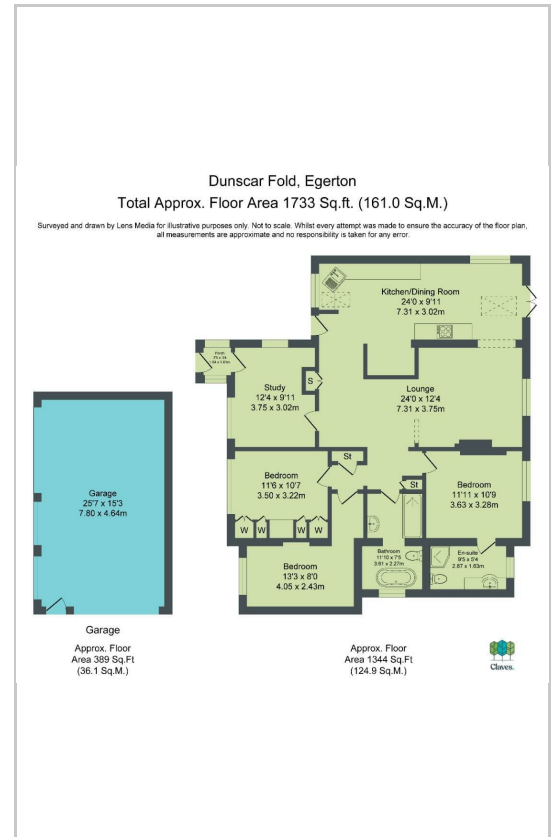 Dunscar Fold, Egerton
Total Approx. Floor Area 1733 Sq.ft. (161.0 Sq.M.)
Surveyed and drawn by Lens Media for illustrative purposes only. Not to scale. Whilst every attempt was made to ensure the accuracy of the floor plan,
all measurements are approximate and no responsibility is taken for any error.
Kitchen/Dining Room
24'0 x 9'11
7.31 x 3.02m
Porch
Study
12'4 x 9'11
3.75 x 3.02m
S
Lounge
24'0 x 12'4
7.31 x 3.75m
St
Bedroom
11'6 x 10'7
3.50 x 3.22m
W
W
W
W
St
Bedroom
11'11 x 10'9
3.63 x 3.28m
Bedroom
13'3 x 8'0
4.05 x 2.43m
Bathroom
11'10 x 7'5
3.61 x 2.27m
En-suite
9'5 x 5'4
2.87 x 1.63m
Garage
25'7 x 15'3
7.80 x 4.64m
Garage
Approx. Floor
Area 389 Sq.Ft
(36.1 Sq.M.)
Approx. Floor
Area 1344 Sq.Ft
(124.9 Sq.M.)
Claves.